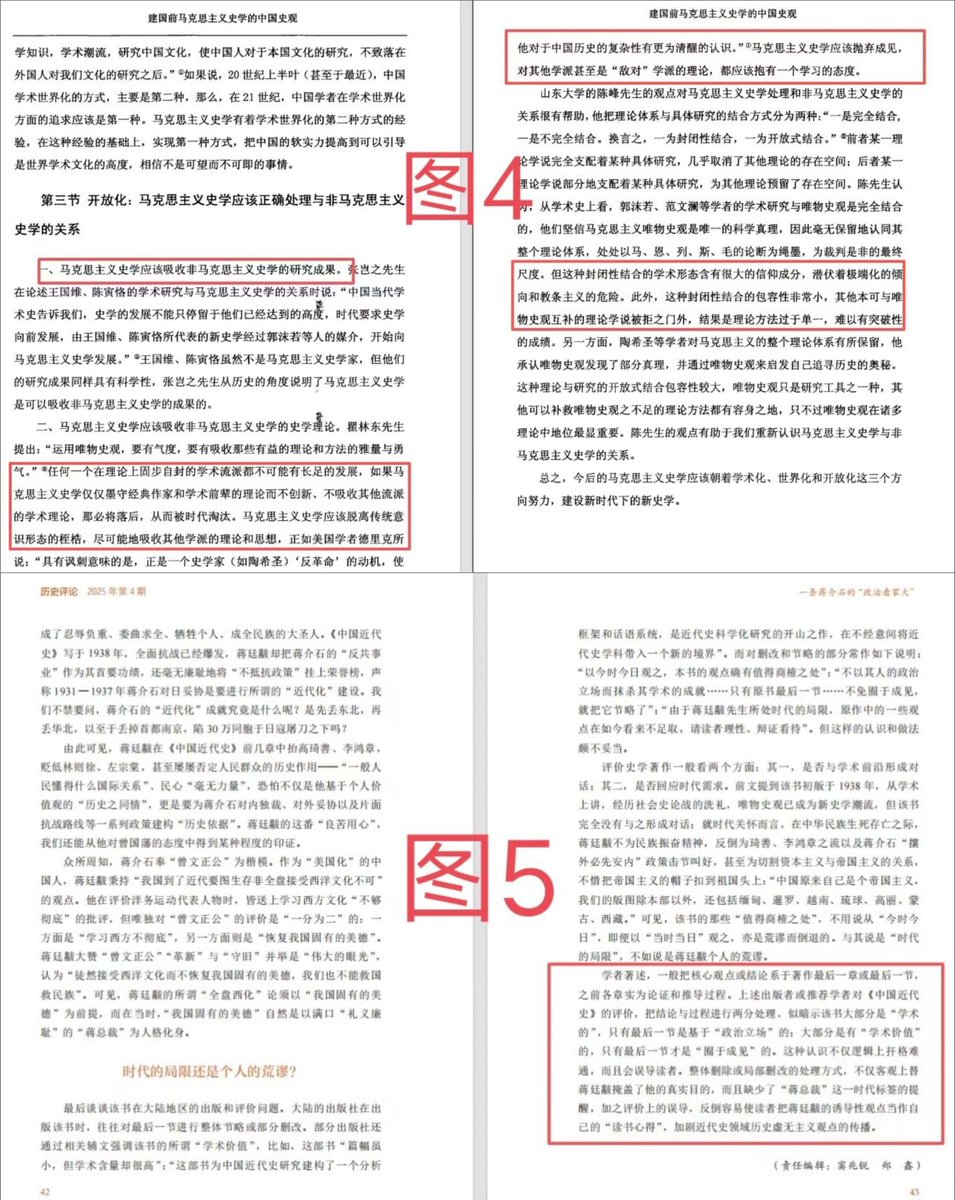 建国前马克思主义史学的中国史观
学知识，学术潮流，研究中国文化，使中国人对于本国文化的研究，不致落在
外国人对我们文化的研究之后。”①如果说，20 世纪上半叶（甚至于最近），中国
学术世界化的方式，主要是第二种，那么，在 21 世纪，中国学者在学术世界化
方面的追求应该是第一种。马克思主义史学有着学术世界化的第二种方式的经
验，在这种经验的基础上，实现第一种方式，把中国的软实力提高到可以引导
是世界学术文化的高度，相信不是可望而不可即的事情。
第三节 开放化：马克思主义史学应该正确处理与非马克思主义
史学的关系
一、马克思主义史学应该吸收非马克思主义史学的研究成果。张岂之先生
在论述王国维、陈寅恪的学术研究与马克思主义史学的关系时说：“中国当代学
术史告诉我们，史学的发展不能只停留于他们已经达到的高度，时代要求史学
向前发展，由王国维、陈寅恪所代表的新史学经过郭沫若等人的媒介，开始向
马克思主义史学发展。”②王国维、陈寅恪虽然不是马克思主义史学家，但他们
的研究成果同样具有科学性，张岂之先生从历史的角度说明了马克思主义史学
是可以吸收非马克思主义史学的成果的。
二、马克思主义史学应该吸收非马克思主义史学的史学理论。瞿林东先生
提出：“运用唯物史观，要有气度，要有吸收那些有益的理论和方法的雅量与勇
气。”③任何一个在理论上固步自封的学术流派都不可能有长足的发展，如果马
克思主义史学仅仅墨守经典作家和学术前辈的理论而不创新、不吸收其他流派
的学术理论，那必将落后，从而被时代淘汰。马克思主义史学应该脱离传统意
识形态的桎梏，尽可能地吸收其他学派的理论和思想，正如美国学者德里克所
说：“具有讽刺意味的是，正是一个史学家（如陶希圣）‘反革命’的动机，使
图4
建国前马克思主义史学的中国史观
他对于中国历史的复杂性有更为清醒的认识。”①马克思主义史学应该抛弃成见，
对其他学派甚至是“敌对”学派的理论，都应该抱有一个学习的态度。
山东大学的陈峰先生的观点对马克思主义史学处理和非马克思主义史学的
关系很有帮助，他把理论体系与具体研究的结合方式分为两种：“一是完全结合，
一是不完全结合。换言之，一为封闭性结合，一为开放式结合。”②前者某一理
论学说完全支配着某种具体研究，几乎取消了其他理论的存在空间；后者某一
理论学说部分地支配着某种具体研究，为其他理论预留了存在空间。陈先生认
为，从学术史上看，郭沫若、范文澜等学者的学术研究与唯物史观是完全结合
的，他们坚信马克思主义唯物史观是唯一的科学真理，因此毫无保留地认同其
整个理论体系，处处以马、恩、列、斯、毛的论断为绳墨，为裁判是非的最终
尺度。但这种封闭性结合的学术形态含有很大的信仰成分，潜伏着极端化的倾
向和教条主义的危险。此外，这种封闭性结合的包容性非常小，其他本可与唯
物史观互补的理论学说被拒之门外，结果是理论方法过于单一，难以有突破性
的成绩。另一方面，陶希圣等学者对马克思主义的整个理论体系有所保留，他
承认唯物史观发现了部分真理，并通过唯物史观来启发自己追寻历史的奥秘。
这种理论与研究的开放式结合包容性较大，唯物史观只是研究工具之一种，其
他可以补救唯物史观之不足的理论方法都有容身之地，只不过唯物史观在诸多
理论中地位最显重要。陈先生的观点有助于我们重新认识马克思主义史学与非
马克思主义史学的关系。
总之，今后的马克思主义史学应该朝着学术化、世界化和开放化这三个方
向努力，建设新时代下的新史学。
历史评论 2025 年第 4 期
成了忍辱负重、委曲求全、牺牲个人、成全民族的大圣人。《中国近代
史》写于 1938 年，全面抗战已经爆发，蒋廷黻却把蒋介石的“反共事
业”作为其首要功绩，还毫无廉耻地将“不抵抗政策”挂上荣誉榜，声
称 1931—1937 年蒋介石对日妥协是要进行所谓的“近代化”建设。我
们不禁要问，蒋介石的“近代化”成就究竟是什么呢？是先丢东北，再
丢华北，以至于丢掉首都南京，陷 30 万同胞于日寇屠刀之下吗？
由此可见，蒋廷黻在《中国近代史》前几章中抬高琦善、李鸿章，
贬低林则徐、左宗棠，甚至屡屡否定人民群众的历史作用——“一般人
民懂得什么国际关系”、民心“毫无力量”，恐怕不仅是他基于个人价
值观的“历史之同情”，更是要为蒋介石对内独裁、对外妥协以及片面
抗战路线等一系列政策建构“历史依据”。蒋廷黻的这番“良苦用心”，
我们还能从他对曾国藩的态度中得到某种程度的印证。
众所周知，蒋介石奉“曾文正公”为楷模。作为“美国化”的中
国人，蒋廷黻秉持“我国到了近代要图生存非全盘接受西洋文化不可”
的观点。他在评价洋务运动代表人物时，皆送上学习西方文化“不够
彻底”的批评，但唯独对“曾文正公”的评价是“一分为二”的：一
方面是“学习西方不彻底”，另一方面则是“恢复我国固有的美德”。
蒋廷黻大赞“曾文正公”“革新”与“守旧”并举是“伟大的眼光”，
认为“徒然接受西洋文化而不恢复我国固有的美德，我们也不能救国
救民族”。可见，蒋廷黻的所谓“全盘西化”论须以“我国固有的美
德”为前提，而在当时，“我国固有的美德”自然是以满口“礼义廉
耻”的“蒋总裁”为人格化身。
时代的局限还是个人的荒谬？
最后谈谈该书在大陆地区的出版和评价问题。大陆的出版社在出
版该书时，往往对最后一节进行整体节略或部分删改。部分出版社还
通过相关辅文强调该书的所谓“学术价值”，比如，这部书“篇幅虽
小，但学术含量却很高”；“这部书为中国近代史研究建构了一个分析
42
图5
一条蒋介石的“政治看家犬”
框架和话语系统，是近代史科学化研究的开山之作，在不经意间将近
代史学科带入一个新的境界”。而对删改和节略的部分常作如下说明：
“以今时今日观之，本书的观点确有值得商榷之处”；“不以其人的政治
立场而抹杀其学术的成就……只有原书最后一节……不免囿于成见，
就把它节略了”；“由于蒋廷黻先生所处时代的局限，原作中的一些观
点在如今看来不足取，请读者理性、辩证看待”。但这样的认识和做法
颇不妥当。
评价史学著作一般看两个方面：其一，是否与学术前沿形成对
话；其二，是否回应时代需求。前文提到该书初版于 1938 年，从学术
上讲，经历社会史论战的洗礼，唯物史观已成为新史学潮流，但该书
完全没有与之形成对话；就时代关怀而言，在中华民族生死存亡之际，
蒋廷黻不为民族振奋精神，反倒为琦善、李鸿章之流以及蒋介石“攘
外必先安内”政策击节叫好，甚至为切割资本主义与帝国主义的关系，
不惜把帝国主义的帽子扣到祖国头上：“中国原来自己是个帝国主义，
我们的版图除本部以外，还包括缅甸、暹罗、越南、琉球、高丽、蒙
古、西藏。”可见，该书的那些“值得商榷之处”，不用说从“今时今
日”，即便以“当时当日”观之，亦是荒谬而倒退的。与其说是“时代
的局限”，不如说是蒋廷黻个人的荒谬。
学者著述，一般把核心观点或结论系于著作最后一章或最后一节，
之前各章实为论证和推导过程。上述出版者或推荐学者对《中国近代
史》的评价，把结论与过程进行两分处理，似暗示该书大部分是“学术
的”，只有最后一节是基于“政治立场”的；大部分是有“学术价值”
的，只有最后一节才是“囿于成见”的。这种认识不仅逻辑上扞格难
通，而且会误导读者。整体删除或局部删改的处理方式，不仅客观上替
蒋廷黻掩盖了他的真实目的，而且缺少了“蒋总裁”这一时代标签的提
醒，加之评价上的误导，反倒容易使读者把蒋廷黻的诱导性观点当作自
己的“读书心得”，加剧近代史领域历史虚无主义观点的传播。
（责任编辑：窦兆锐 郑 鑫）
43